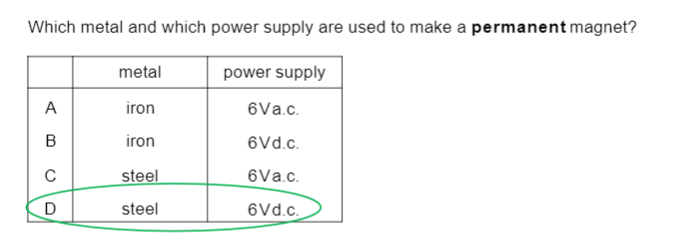 Which metal and which power supply are used to make a permanent magnet?
metal power supply
A iron 6Va.c.
B iron 6Vd.c.
C steel 6Va.c.
D steel 6Vd.c.